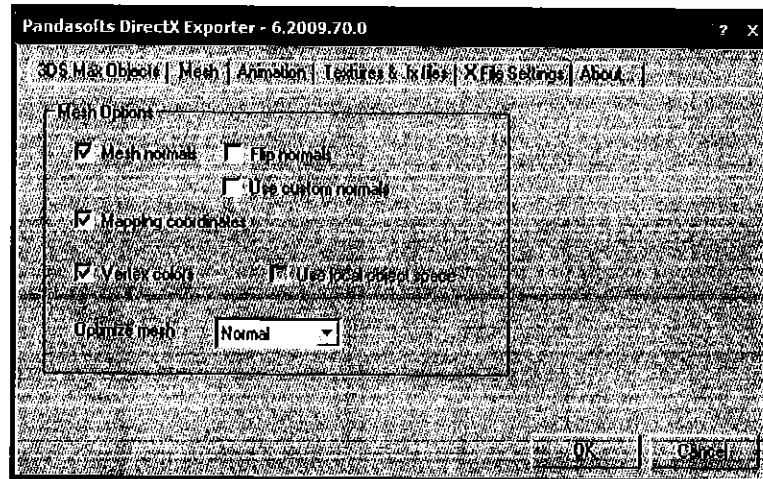 Pandasofts DirectX Exporter - 6.2009.70.0 ? X
3DS Max Objects | Mesh | Animation | Textures & .fx files | X File Settings | About...
Mesh Options
Mesh normals Flip normals
Use custom normals
Mapping coordinates
Vertex colors Use local object space
Optimize mesh Normal
OK Cancel